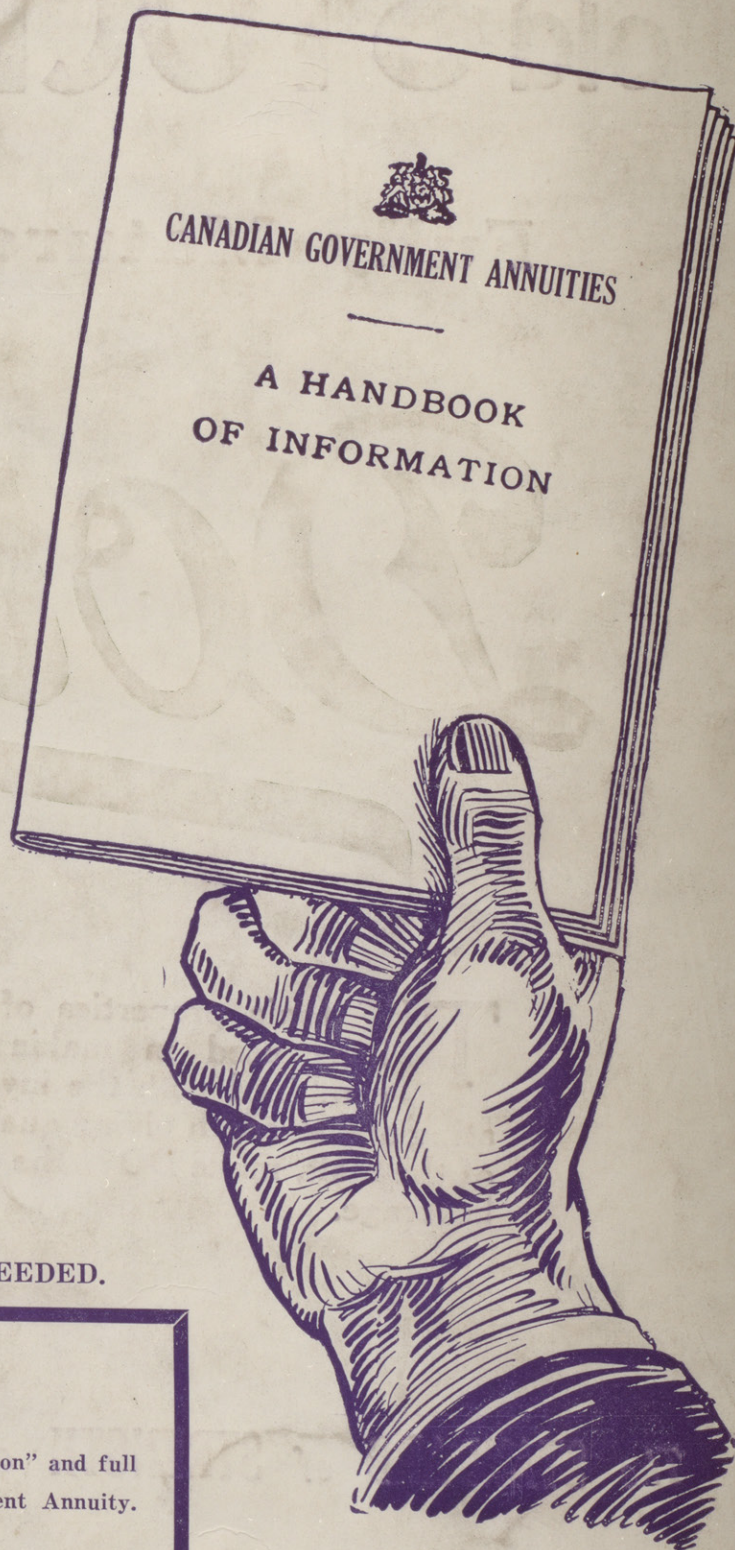 CANADIAN GOVERNMENT ANNUITIES
A HANDBOOK
OF INFORMATION
EEDED.
on" and full
ent Annuity.